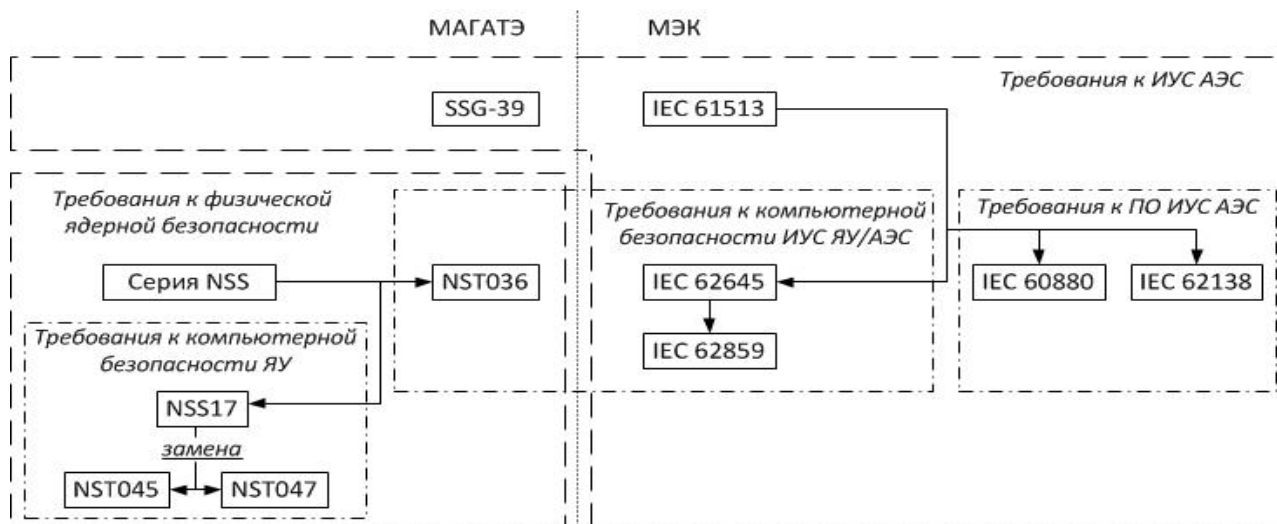 МАГАТЭ
МЭК
Требования к ИУС АЭС
SSG-39
IEC 61513
Требования к физической
ядерной безопасности
Требования к компьютерной
безопасности ИУС ЯУ/АЭС
Требования к ПО ИУС АЭС
Серия NSS
NST036
IEC 62645
IEC 60880
IEC 62138
IEC 62859
Требования к компьютерной
безопасности ЯУ
NSS17
замена
NST045
NST047